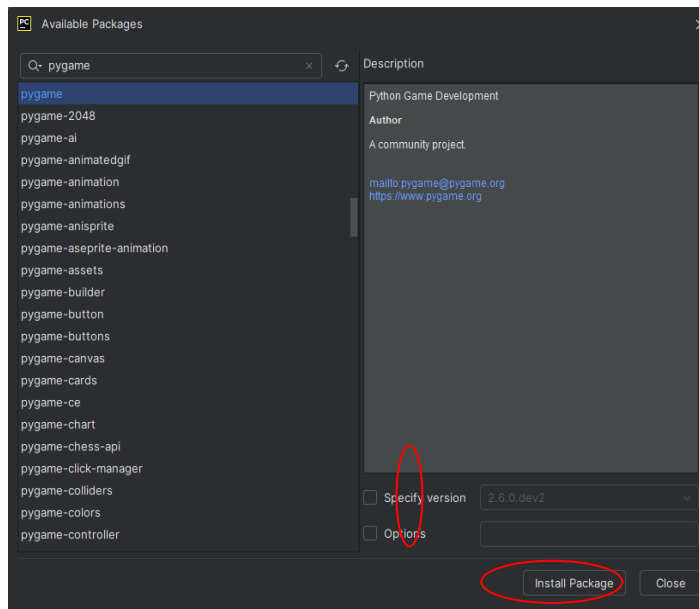 PC Available Packages
pygame
Description
pygame
pygame-2048
pygame-ai
pygame-animatedgif
pygame-animation
pygame-animations
pygame-anisprite
pygame-aseprite-animation
pygame-assets
pygame-builder
pygame-button
pygame-buttons
pygame-canvas
pygame-cards
pygame-ce
pygame-chart
pygame-chess-api
pygame-click-manager
pygame-colliders
pygame-colors
pygame-controller
Python Game Development
Author
A community project.
mailto:pygame@pygame.org
https://www.pygame.org
Specify version 2.6.0.dev2
Options
Install Package Close